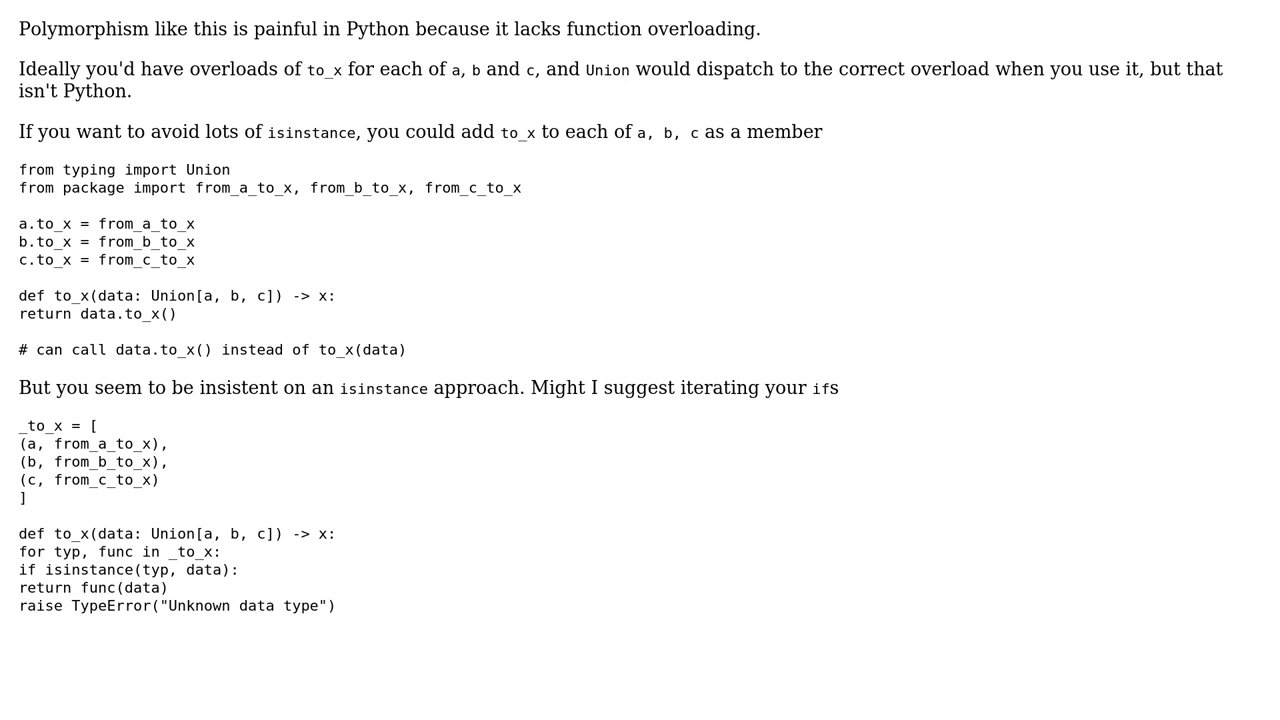 Polymorphism like this is painful in Python because it lacks function overloading.
Ideally you'd have overloads of to_x for each of a, b and c, and Union would dispatch to the correct overload when you use it, but that
isn't Python.
If you want to avoid lots of isinstance, you could add to_x to each of a, b, c as a member
from typing import Union
from package import from_a_to_x, from_b_to_x, from_c_to_x
a.to_x = from_a_to_x
b.to_x = from_b_to_x
c.to_x = from_c_to_x
def to_x(data: Union[a, b, c]) -> x:
return data.to_x()
# can call data.to_x() instead of to_x(data)
But you seem to be insistent on an isinstance approach. Might I suggest iterating your ifs
_to_x = [
(a, from_a_to_x),
(b, from_b_to_x),
(c, from_c_to_x)
]
def to_x(data: Union[a, b, c]) -> x:
for typ, func in _to_x:
if isinstance(typ, data):
return func(data)
raise TypeError("Unknown data type")